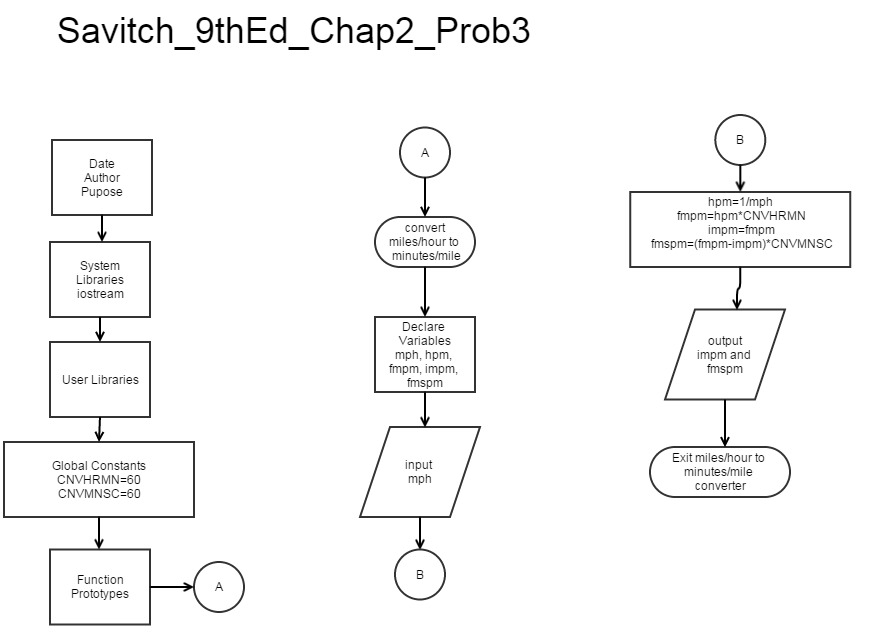 Savitch_9thEd_Chap2_Prob3
Date
Author
Pupose
System
Libraries
iostream
User Libraries
Global Constants
CNVHRMN=60
CNVMNSC=60
Function
Prototypes
A
A
convert
miles/hour to
minutes/mile
Declare
Variables
mph, hpm,
fmpm, impm,
fmspm
input
mph
B
B
hpm=1/mph
fmpm=hpm*CNVHRMN
impm=fmpm
fmspm=(fmpm-impm)*CNVMNSC
output
impm and
fmspm
Exit miles/hour to
minutes/mile
converter